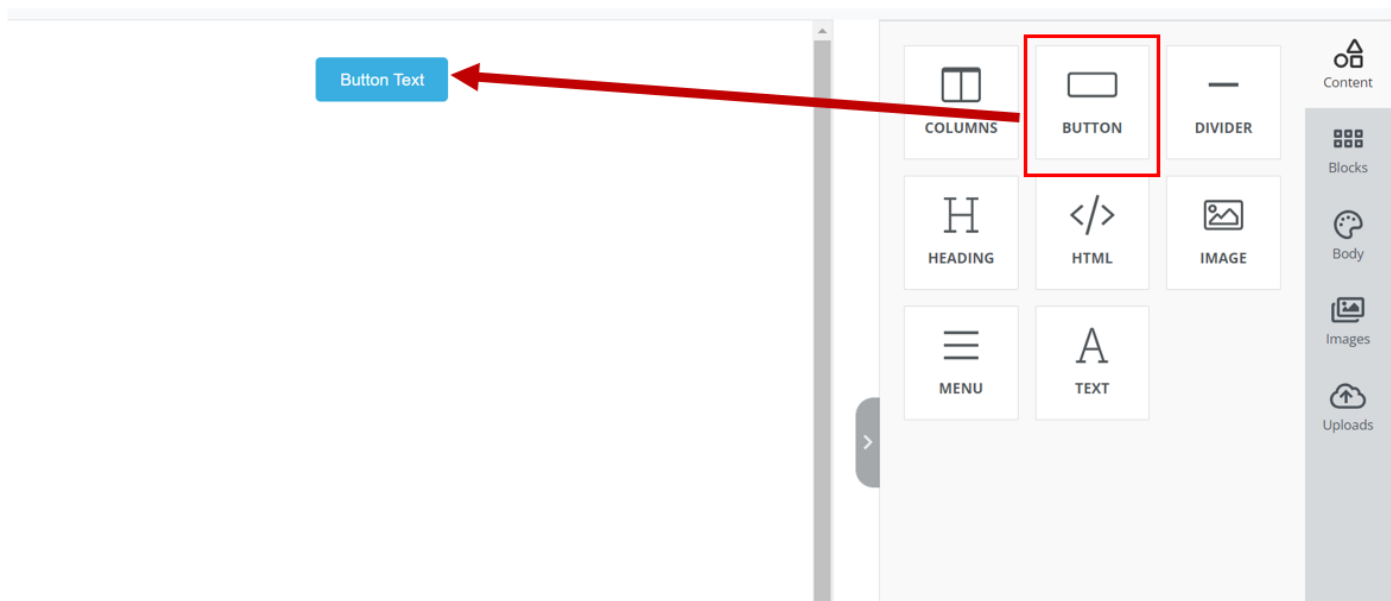 Button Text
COLUMNS
BUTTON
DIVIDER
HEADING
</>
HTML
IMAGE
MENU
TEXT
Content
Blocks
Body
Images
Uploads